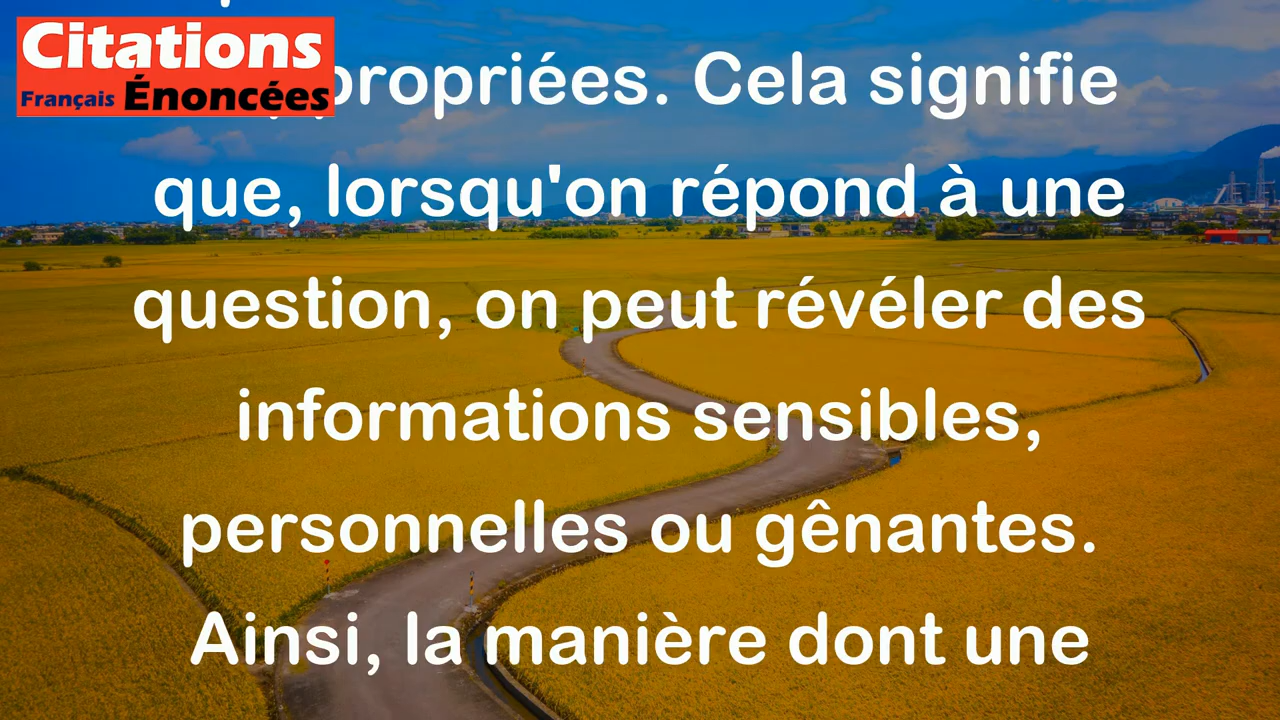 Citations
Français Énoncées
propriées. Cela signifie
que, lorsqu'on répond à une
question, on peut révéler des
informations sensibles,
personnelles ou gênantes.
Ainsi, la manière dont une